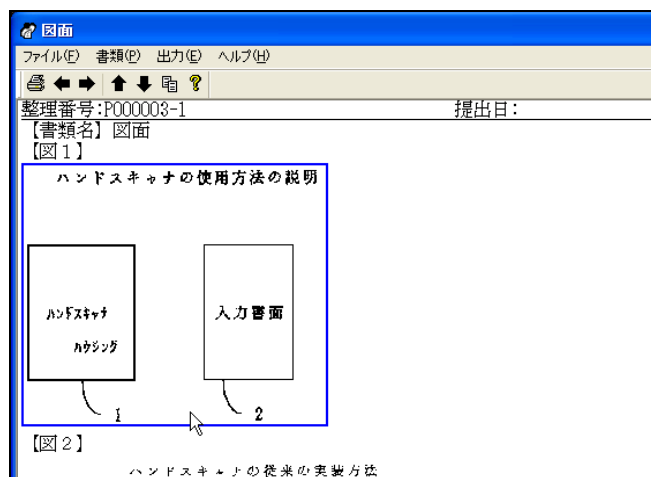 図面
ファイル(F) 書類(P) 出力(E) ヘルプ(H)
整理番号:P000003-1 提出日:
【書類名】図面
【図1】
ハンドスキャナの使用方法の説明
ハンドスキャナ
ハウジング
入力書面
1 2
【図2】
ハンドスキャナの従来の実装方法